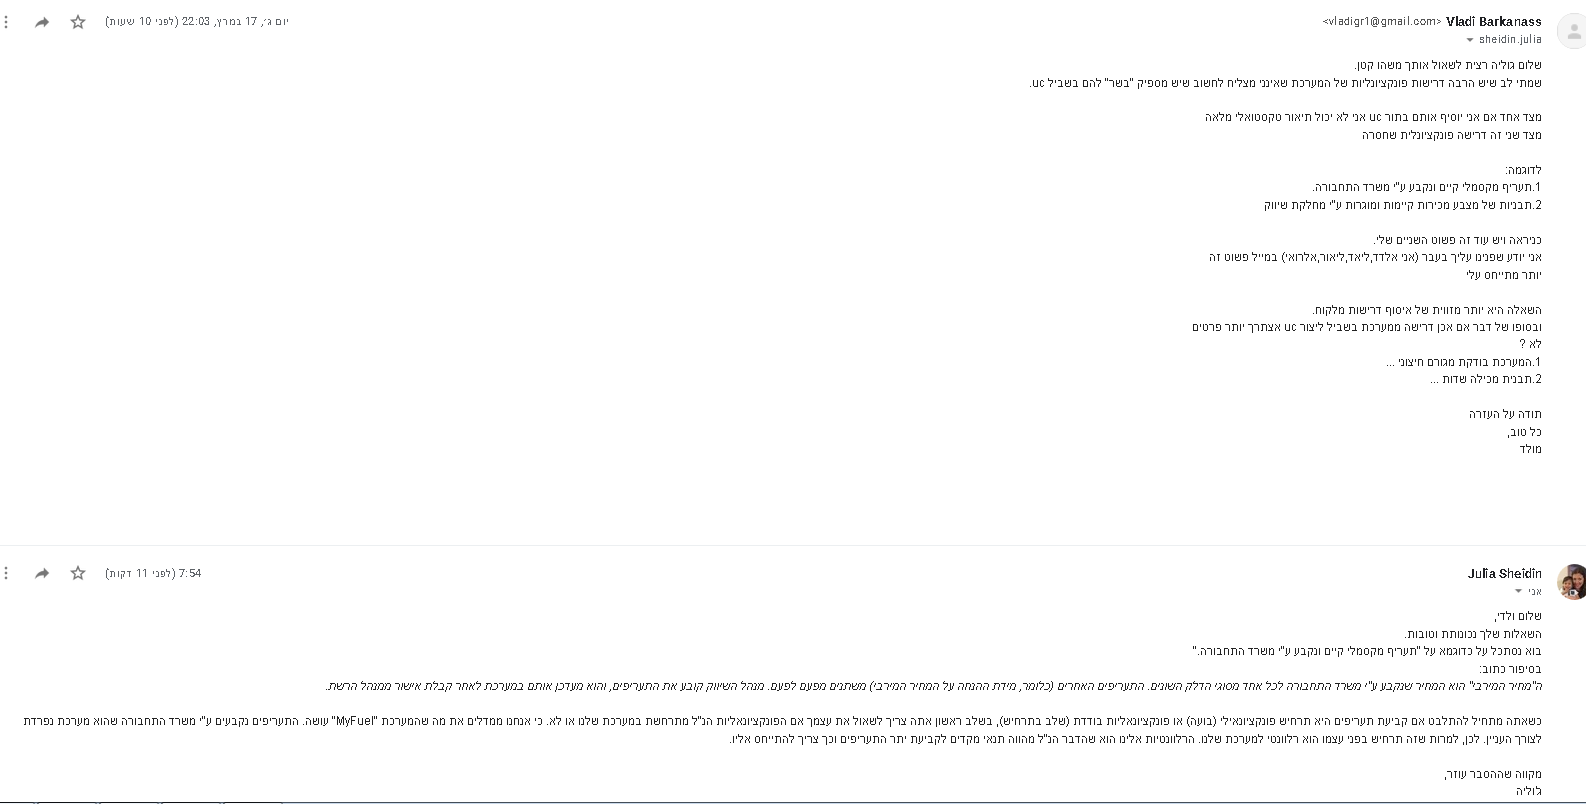 Vladi Barkanass <vladigr1@gmail.com>
יום ג׳, 17 במרץ, 22:03 (לפני 10 שעות)
sheidin.julia
שלום גוליה רצית לשאול אותך משהו קטן.
שמתי לב שיש הרבה דרישות פונקציונליות של המערכת שאינני מצליח לחשוב שיש מספיק "בשר" להם בשביל uc.
מצד אחד אם אני יוסיף אותם בתור uc אני לא יכול תיאור טקסטואלי מלאה
מצד שני זה דרישה פונקציונלית שחסרה
לדוגמה:
1.תעריף מקסמלי קיים ונקבע ע"י משרד התחבורה.
2.תבניות של מצבע מכירות קיימות ומוגרות ע"י מחלקת שיווק
כניראה ויש עוד זה פשוט השניים שלי.
אני יודע שפנינו עליך בעבר (אני אלדד,ליאד,ליאור,אלרואי) במייל פשוט זה
יותר מתייחס עלי
השאלה היא יותר מזווית של איסוף דרישות מלקוח.
ובסופו של דבר אם אכן דרישה ממערכת בשביל ליצור uc אצתרך יותר פרטים
לא ?
1.המערכת בודקת מגורם חיצוני ...
2.תבנית מכילה שדות ...
תודה על העזרה
כל טוב,
מולד
Julia Sheidin
7:54 (לפני 11 דקות)
אני
שלום ולדי,
השאלות שלך נכונותת וטובות.
בוא נסתכל על כדוגמא על "תעריף מקסמלי קיים ונקבע ע"י משרד התחבורה."
בסיפור כתוב:
ה"מחיר המירבי" הוא המחיר שנקבע ע"י משרד התחבורה לכל אחד מסוגי הדלק השונים. התעריפים האחרים (כלומר, מידת ההנחה על המחיר המירבי) משתנים מפעם לפעם. מנהל השיווק קובע את התעריפים, והוא מעדכן אותם במערכת לאחר קבלת אישור ממנהל הרשת.
כשאתה מתחיל להתלבט אם קביעת תעריפים היא תרחיש פונקציונאילי (בועה) או פונקציונאליות בודדת (שלב בתרחיש), בשלב ראשון אתה צריך לשאול את עצמך אם הפונקציונאליות הנ"ל מתרחשת במערכת שלנו או לא. כי אנחנו ממדלים את מה שהמערכת "MyFuel" עושה. התעריפים נקבעים ע"י משרד התחבורה שהוא מערכת נפרדת
לצורך העניין. לכן, למרות שזה תרחיש בפני עצמו הוא רלוונטי למערכת שלנו. הרלוונטיות אלינו הוא שהדבר הנ"ל מהווה תנאי מקדים לקביעת יתר התעריפים וכך צריך להתייחס אליו.
מקווה שההסבר עוזר,
ג'וליה